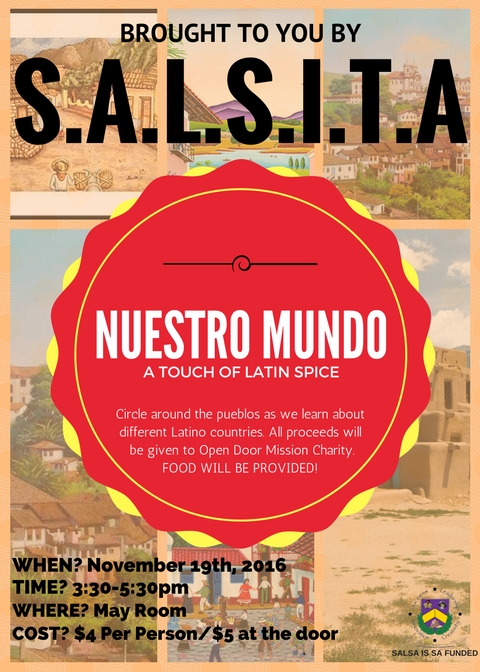 BROUGHT TO YOU BY
S.A.L.S.I.T.A
NUESTRO MUNDO
A TOUCH OF LATIN SPICE
Circle around the pueblos as we learn about
different Latino countries. All proceeds will
be given to Open Door Mission Charity.
FOOD WILL BE PROVIDED!
WHEN? November 19th, 2016
TIME? 3:30-5:30pm
WHERE? May Room
COST? $4 Per Person/$5 at the door
SALSA IS SA FUNDED